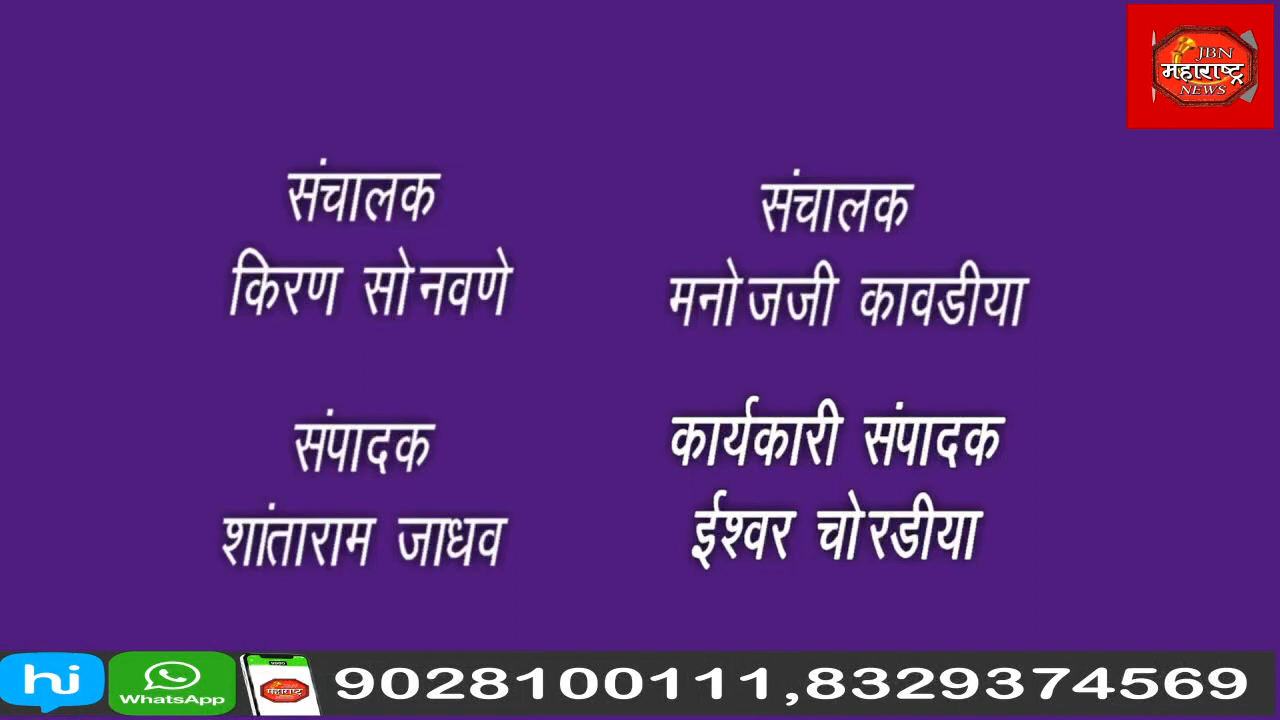 JBN
महाराष्ट्र
NEWS
संचालक
किरण सोनवणे
संचालक
मनोजजी कावडीया
संपादक
शांताराम जाधव
कार्यकारी संपादक
ईश्वर चोरडीया
hi
WhatsApp
महाराष्ट्र
9028100111,8329374569